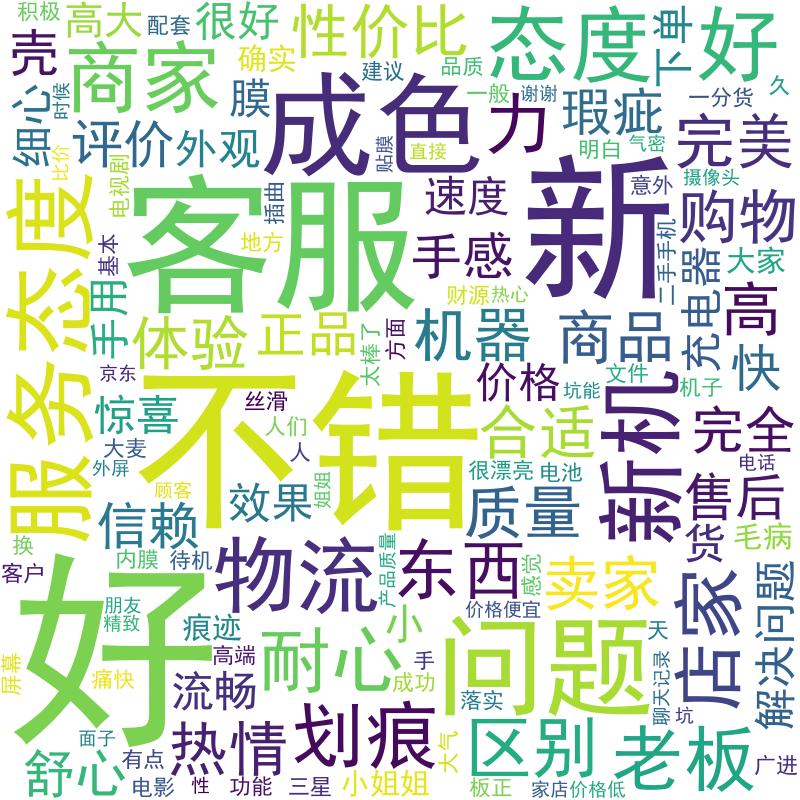 积极
高大
配套
很好
性价比
态度
下单
好
壳
商家
确实
建议
品质
成色
力
久
细心
时候
膜
一般
谢谢
瑕疵
一分货
完美
评价
外观
贴膜
直接
明白
气密
比价
电视剧
客服
插曲
速度
新
意外
摄像头
购物
服务态度
基本
地方
手感
二手手机
大家
手用
财源
热心
充电器
高
体验
正品
太棒了
方面
机器
商品
快
京东
不错
价格
坑能
文件
机子
惊喜
丝滑
合适
新机
完全
大麦
人们
人
外屏
很漂亮
电池
电话
顾客
姐姐
效果
质量
售后
信赖
换
内膜
待机
物流
产品质量
东西
感觉
货
毛病
客户
好
朋友
精致
痕迹
卖家
价格便宜
店家
解决问题
小
耐心
问题
天
屏幕
痛快
高端
流畅
手
成功
落实
聊天记录
坑
面子
热情
划痕
大气
区别
老板
舒心
有点
广进
电影
性
功能
三星
小姐姐
板正
家店
价格低